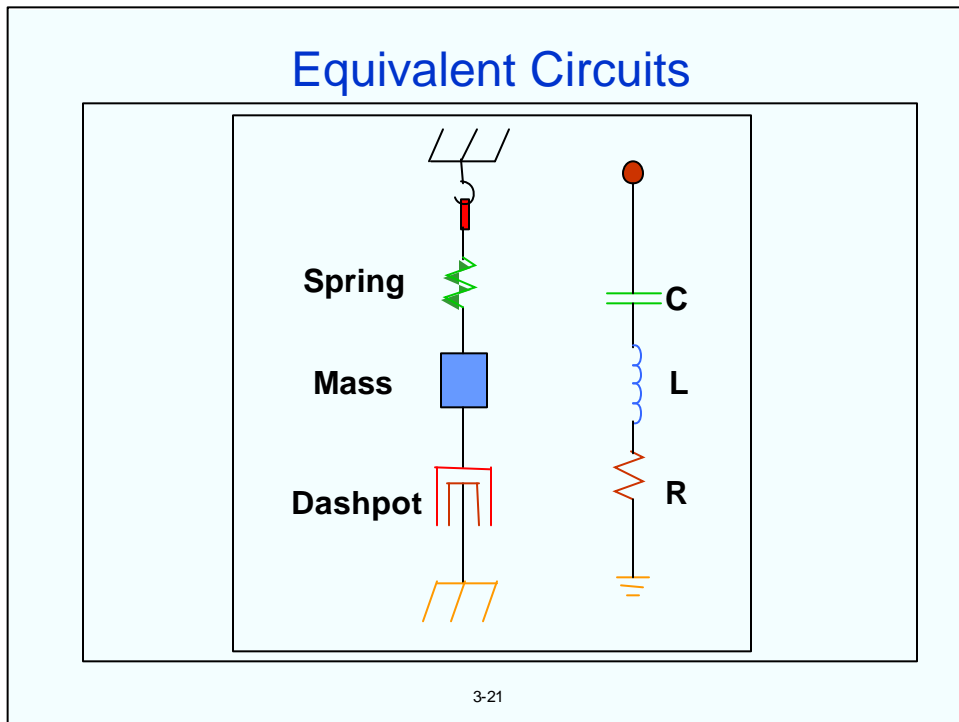 Equivalent Circuits
Spring
C
Mass
L
Dashpot
R
3-21